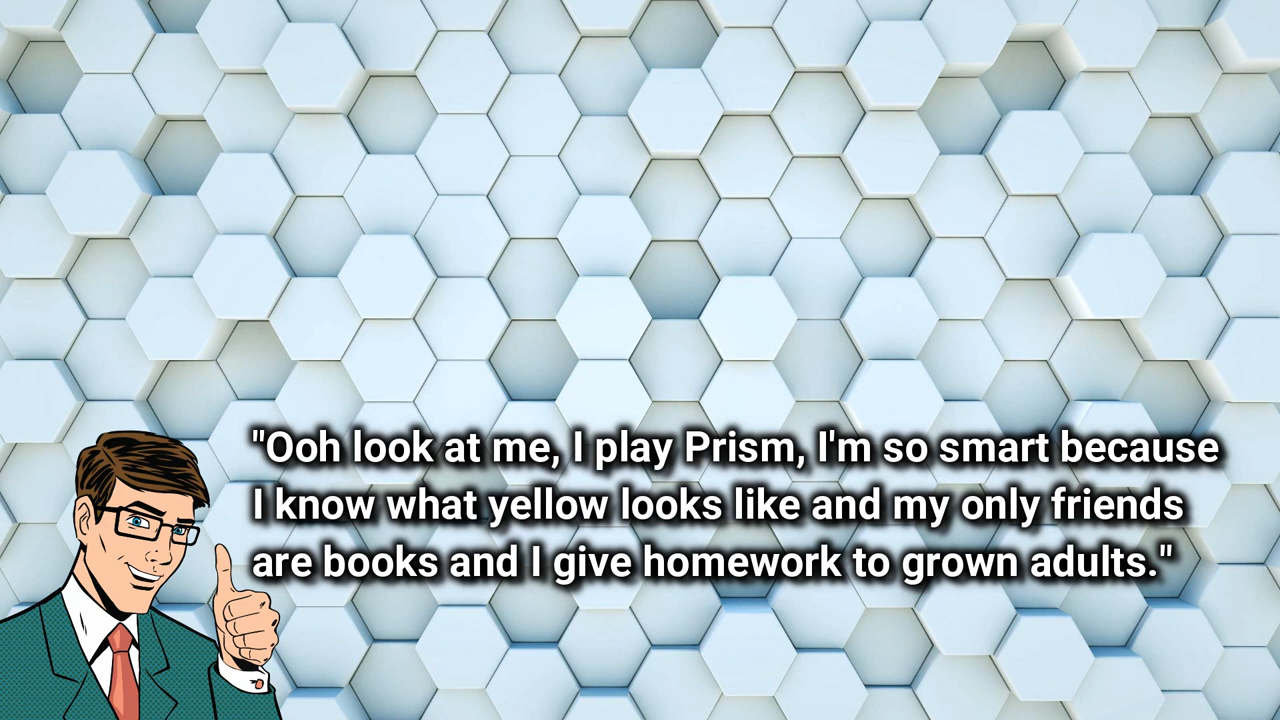 "Ooh look at me, I play Prism, I'm so smart because
I know what yellow looks like and my only friends
are books and I give homework to grown adults."